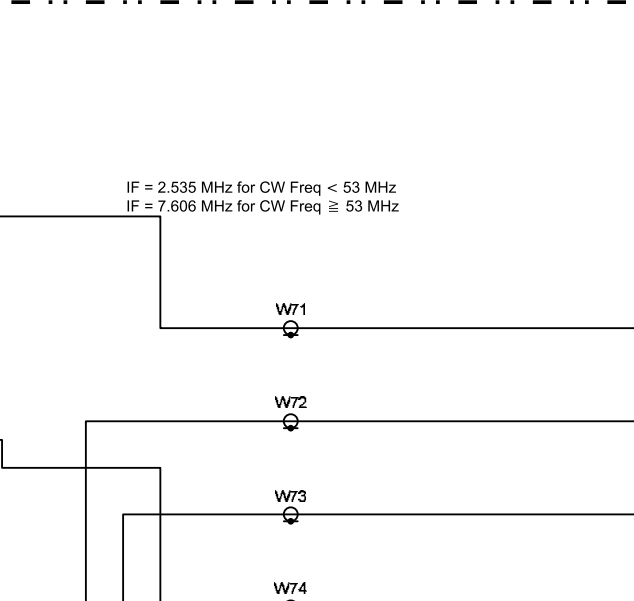 IF = 2.535 MHz for CW Freq < 53 MHz
IF = 7.606 MHz for CW Freq ≧ 53 MHz
W71
W72
W73
W74